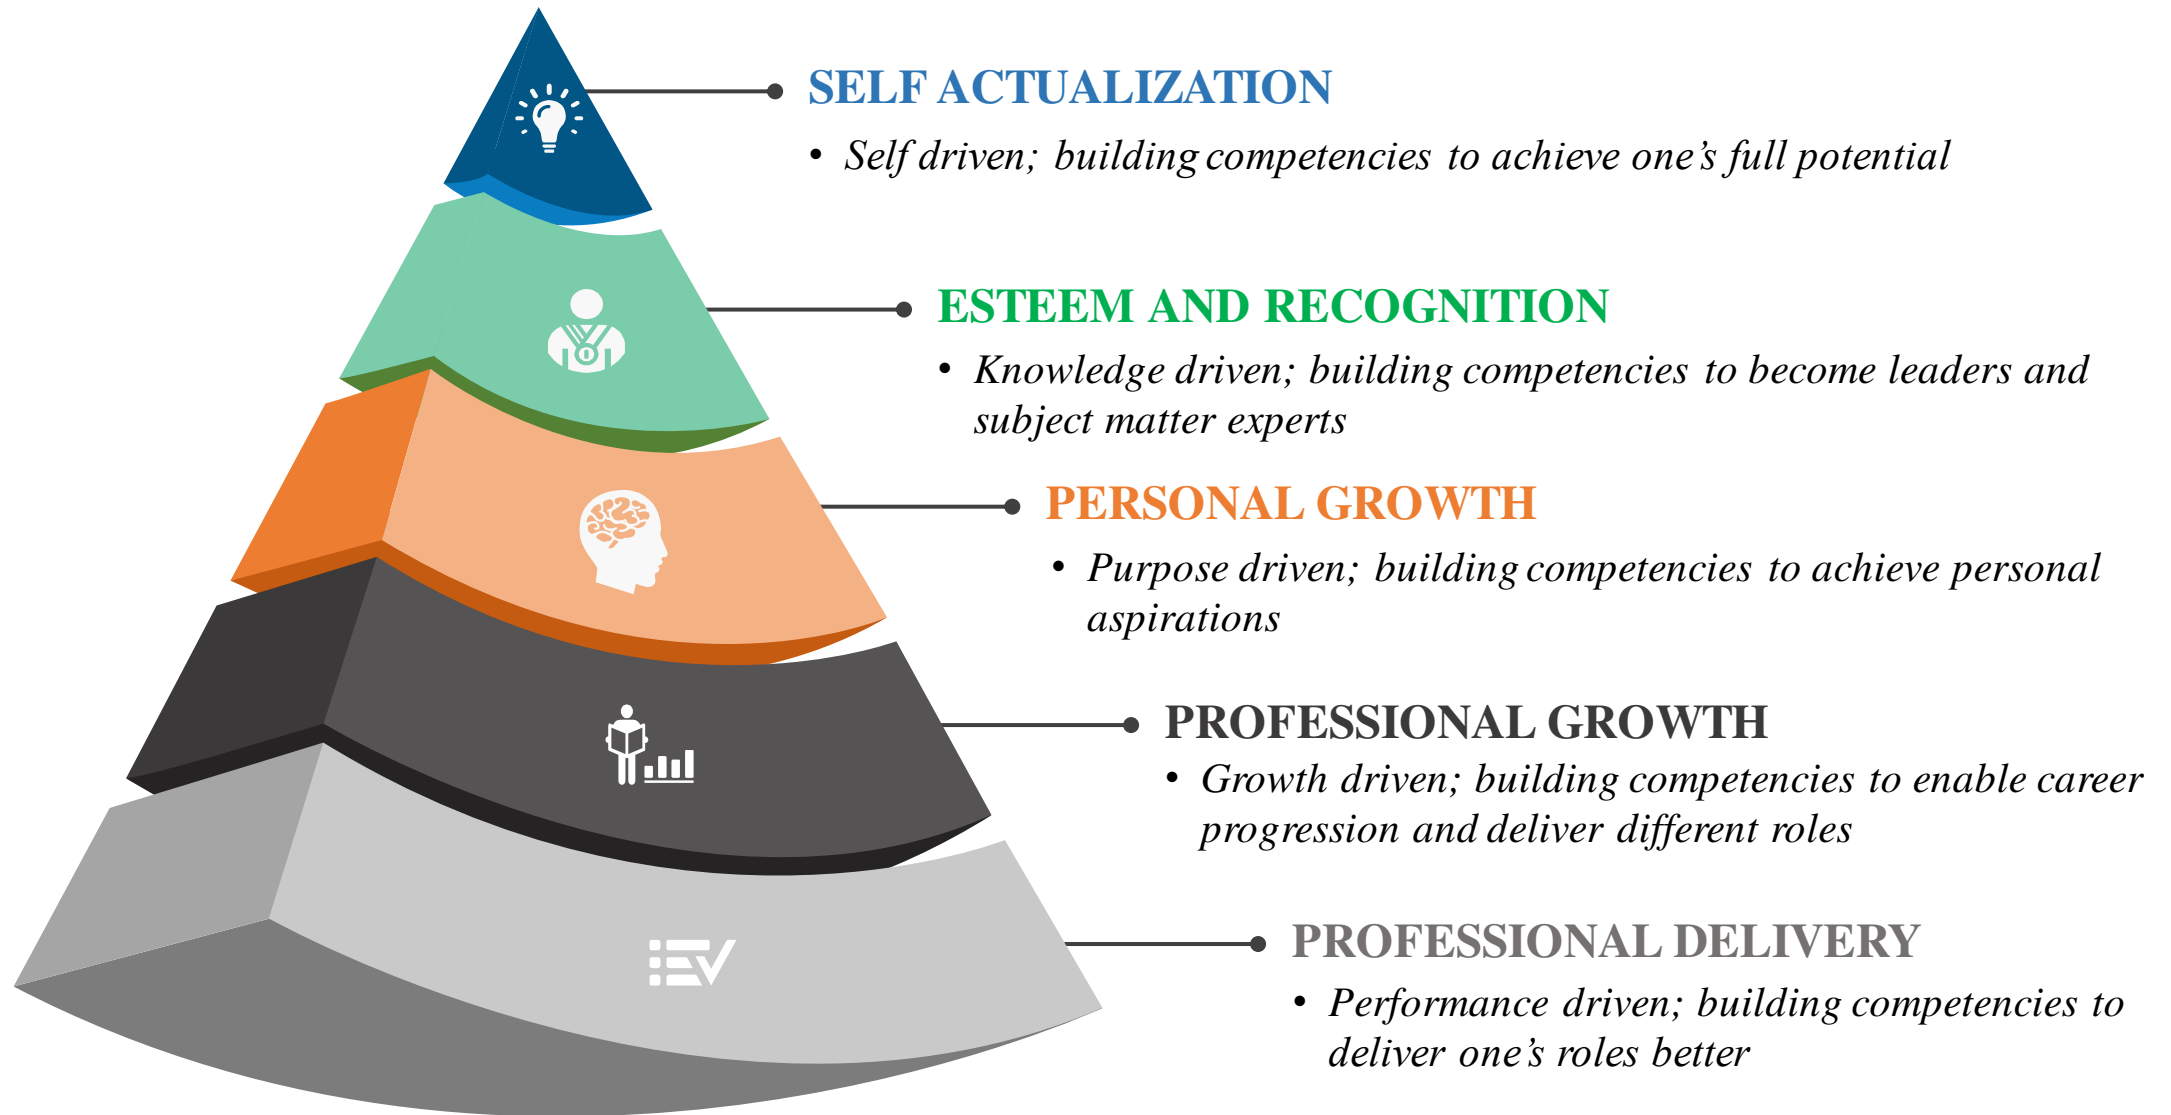 SELF ACTUALIZATION
• Self driven; building competencies to achieve one’s full potential
ESTEEM AND RECOGNITION
• Knowledge driven; building competencies to become leaders and
subject matter experts
PERSONAL GROWTH
• Purpose driven; building competencies to achieve personal
aspirations
PROFESSIONAL GROWTH
• Growth driven; building competencies to enable career
progression and deliver different roles
PROFESSIONAL DELIVERY
• Performance driven; building competencies to
deliver one’s roles better